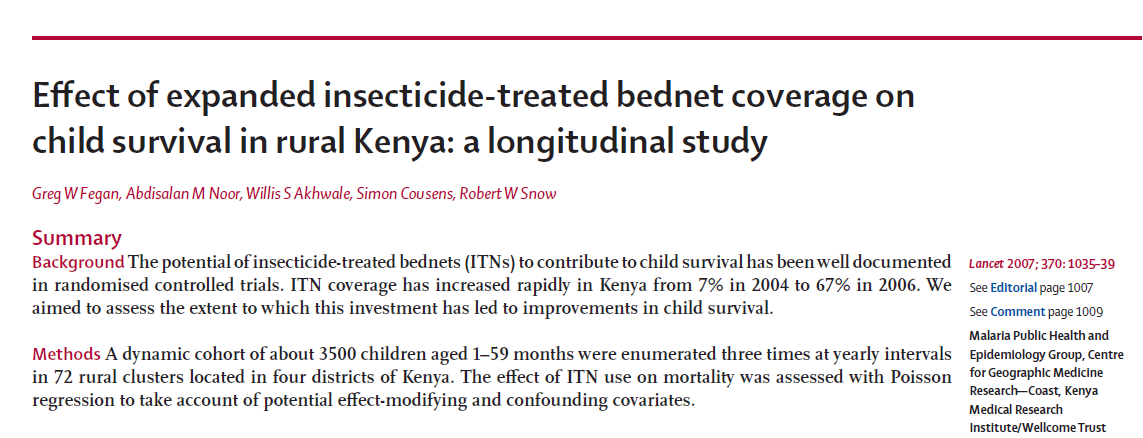 Effect of expanded insecticide-treated bednet coverage on
child survival in rural Kenya: a longitudinal study
Greg W Fegan, Abdisalan M Noor, Willis S Akhwale, Simon Cousens, Robert W Snow
Summary
Background The potential of insecticide-treated bednets (ITNs) to contribute to child survival has been well documented
in randomised controlled trials. ITN coverage has increased rapidly in Kenya from 7% in 2004 to 67% in 2006. We
aimed to assess the extent to which this investment has led to improvements in child survival.
Methods A dynamic cohort of about 3500 children aged 1–59 months were enumerated three times at yearly intervals
in 72 rural clusters located in four districts of Kenya. The effect of ITN use on mortality was assessed with Poisson
regression to take account of potential effect-modifying and confounding covariates.
Lancet 2007; 370: 1035–39
See Editorial page 1007
See Comment page 1009
Malaria Public Health and
Epidemiology Group, Centre
for Geographic Medicine
Research—Coast, Kenya
Medical Research
Institute/Wellcome Trust